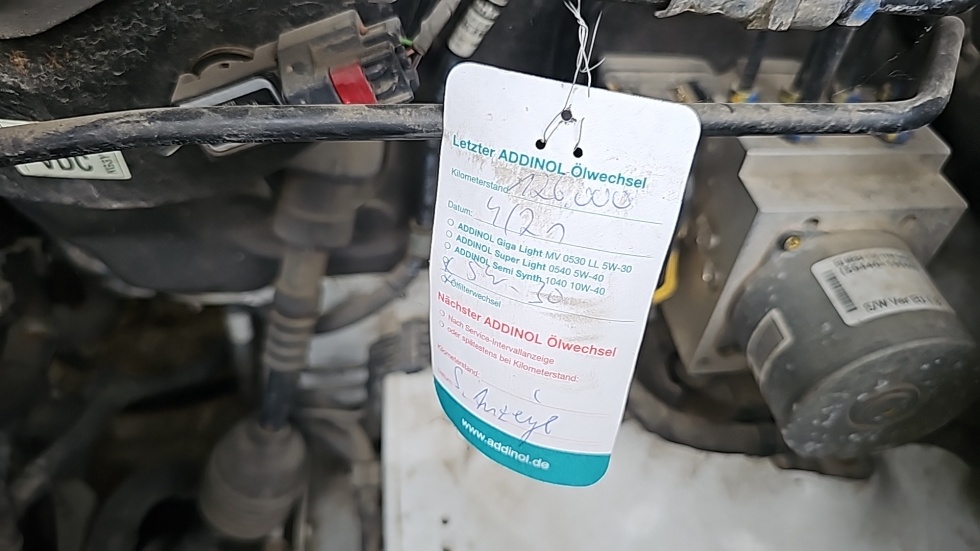 Letzter ADDINOL Ölwechsel
Kilometerstand: 126.000
Datum: 4/21
ADDINOL Giga Light MV 0530 LL 5W-30
ADDINOL Super Light 0540 5W-40
ADDINOL Semi Synth 1040 10W-40
x 5W-30
x Ölfilterwechsel
Nächster ADDINOL Ölwechsel
Nach Service-Intervallanzeige
oder spätestens bei Kilometerstand:
Kilometerstand:
S. Anzeige
www.addinol.de